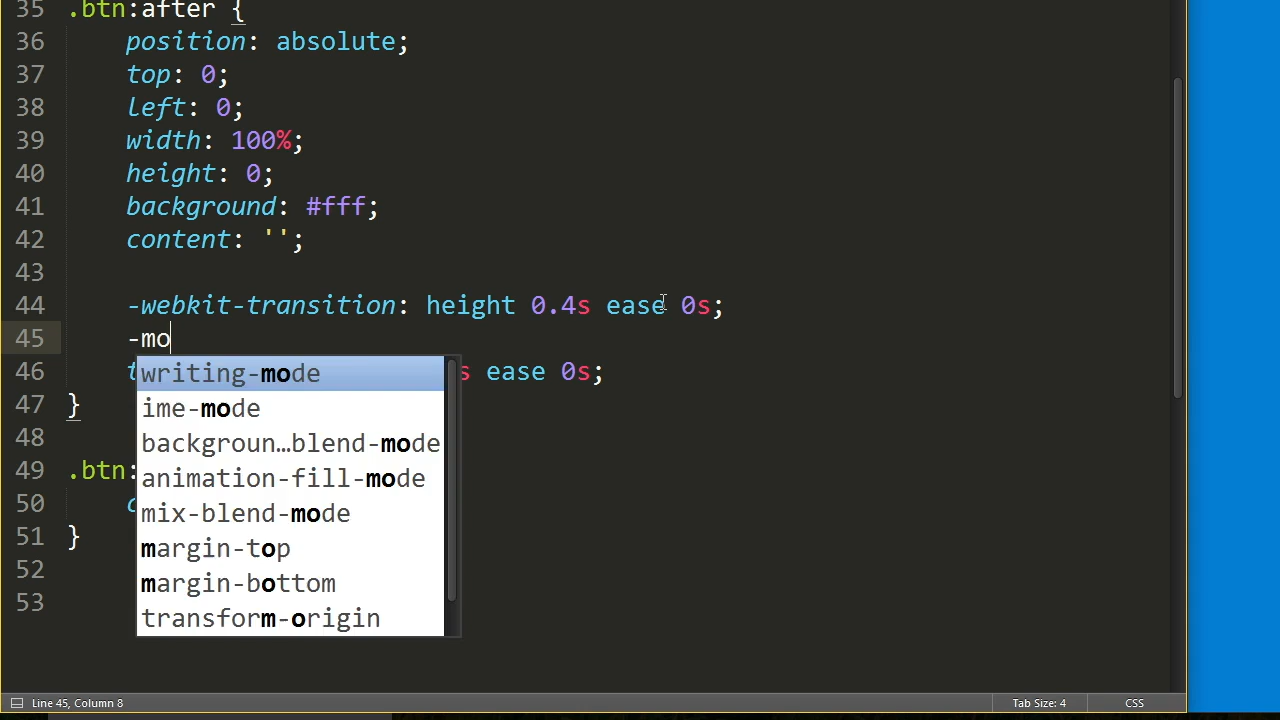 35 .btn:after {
36 position: absolute;
37 top: 0;
38 left: 0;
39 width: 100%;
40 height: 0;
41 background: #fff;
42 content: '';
43
44 -webkit-transition: height 0.4s ease 0s;
45 -mo
46 s ease 0s;
writing-mode
47 }
ime-mode
48
backgroun…blend-mode
49 .btn:
animation-fill-mode
50
mix-blend-mode
51 }
margin-top
52
margin-bottom
53
transform-origin
Line 45, Column 8
Tab Size: 4
CSS